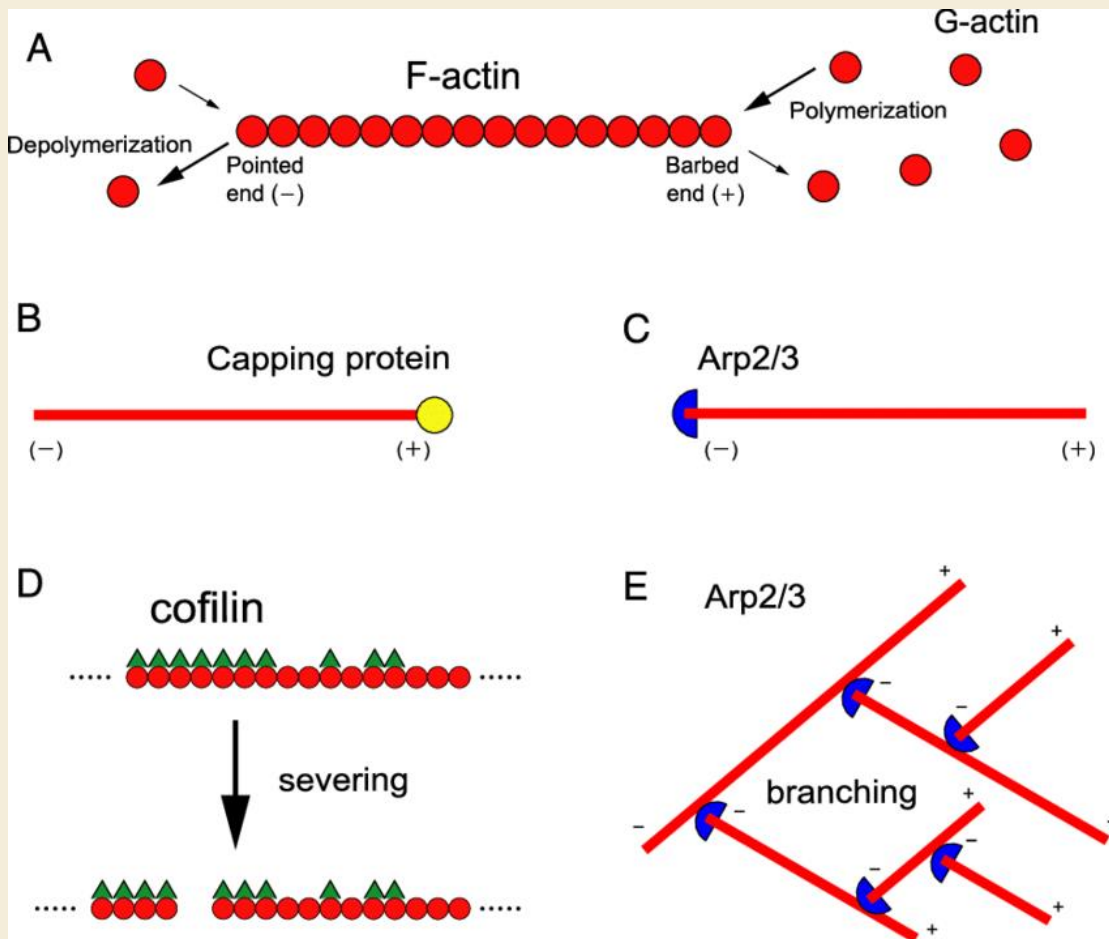 A
G-actin
F-actin
Polymerization
Depolymerization
Pointed
end (−)
Barbed
end (+)
B
Capping protein
(−)
(+)
C
Arp2/3
(−)
(+)
D
cofilin
.....
.....
severing
.....
.....
E
Arp2/3
+
+
−
−
branching
−
−
+
−
−
+
+